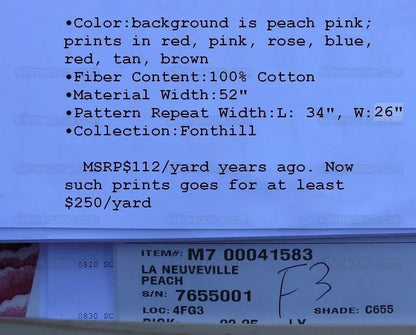 •Color:background is peach pink;
prints in red, pink, rose, blue,
red, tan, brown
•Fiber Content:100% Cotton
•Material Width:52"
•Pattern Repeat Width:L: 34", W:26"
•Collection:Fonthill
MSRP$112/yard years ago. Now
such prints goes for at least
$250/yard
silkresource.com
ITEM#: M7 00041583
0820 SC
LA NEUVEVILLE
PEACH
F3
S/N: 7655001
LOC: 4FG3
SHADE: C655
0830 SC